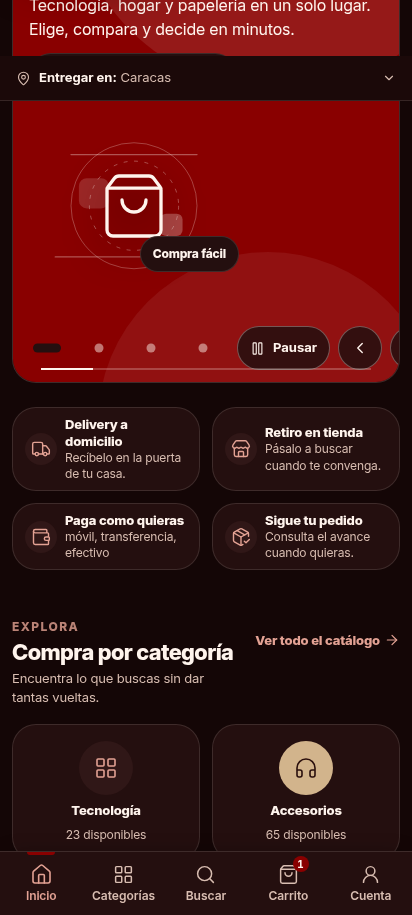 Tecnología, hogar y papelería en un solo lugar.
Elige, compara y decide en minutos.
Entregar en: Caracas
Compra fácil
Pausar
Delivery a
domicilio
Recíbelo en la puerta
de tu casa.
Retiro en tienda
Pásalo a buscar
cuando te convenga.
Paga como quieras
móvil, transferencia,
efectivo
Sigue tu pedido
Consulta el avance
cuando quieras.
EXPLORA
Compra por categoría
Ver todo el catálogo
Encuentra lo que buscas sin dar
tantas vueltas.
Tecnología
23 disponibles
Accesorios
65 disponibles
1
Inicio
Categorías
Buscar
Carrito
Cuenta